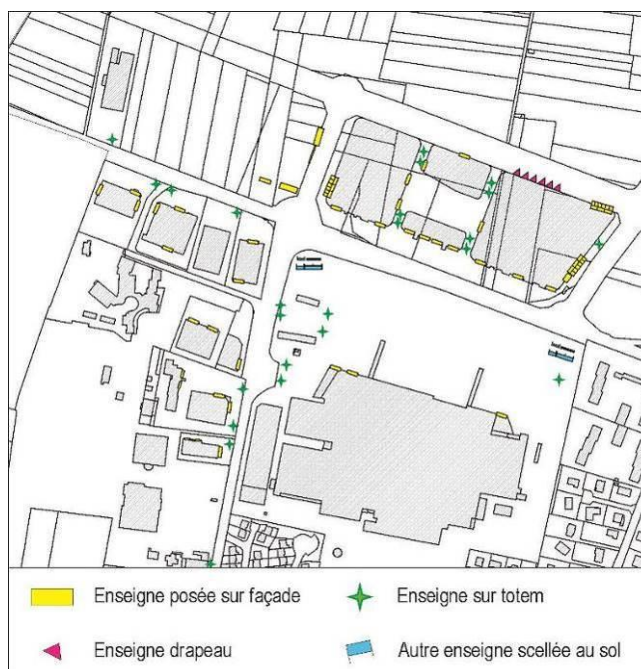 Enseigne posée sur façade
Enseigne sur totem
Enseigne drapeau
Autre enseigne scellée au sol